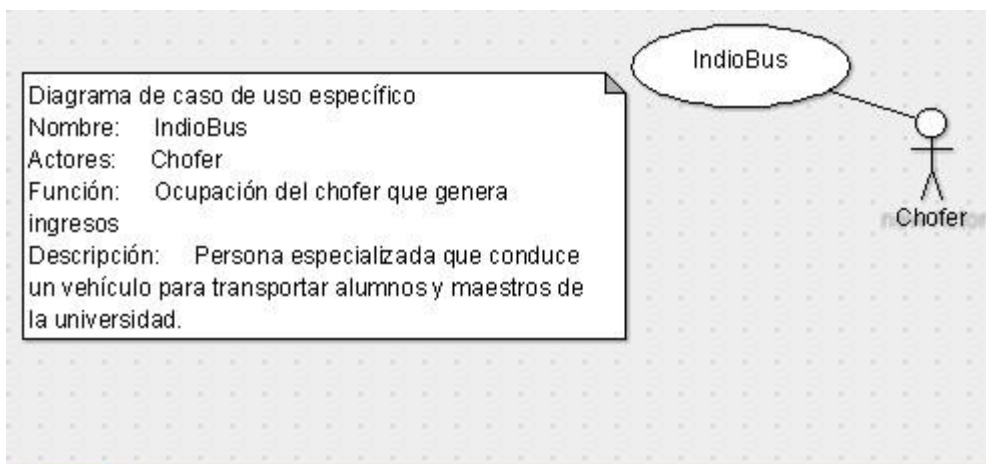 IndioBus
Diagrama de caso de uso específico
Nombre: IndioBus
Actores: Chofer
Función: Ocupación del chofer que genera
ingresos
Descripción: Persona especializada que conduce
un vehículo para transportar alumnos y maestros de
la universidad.
Chofer